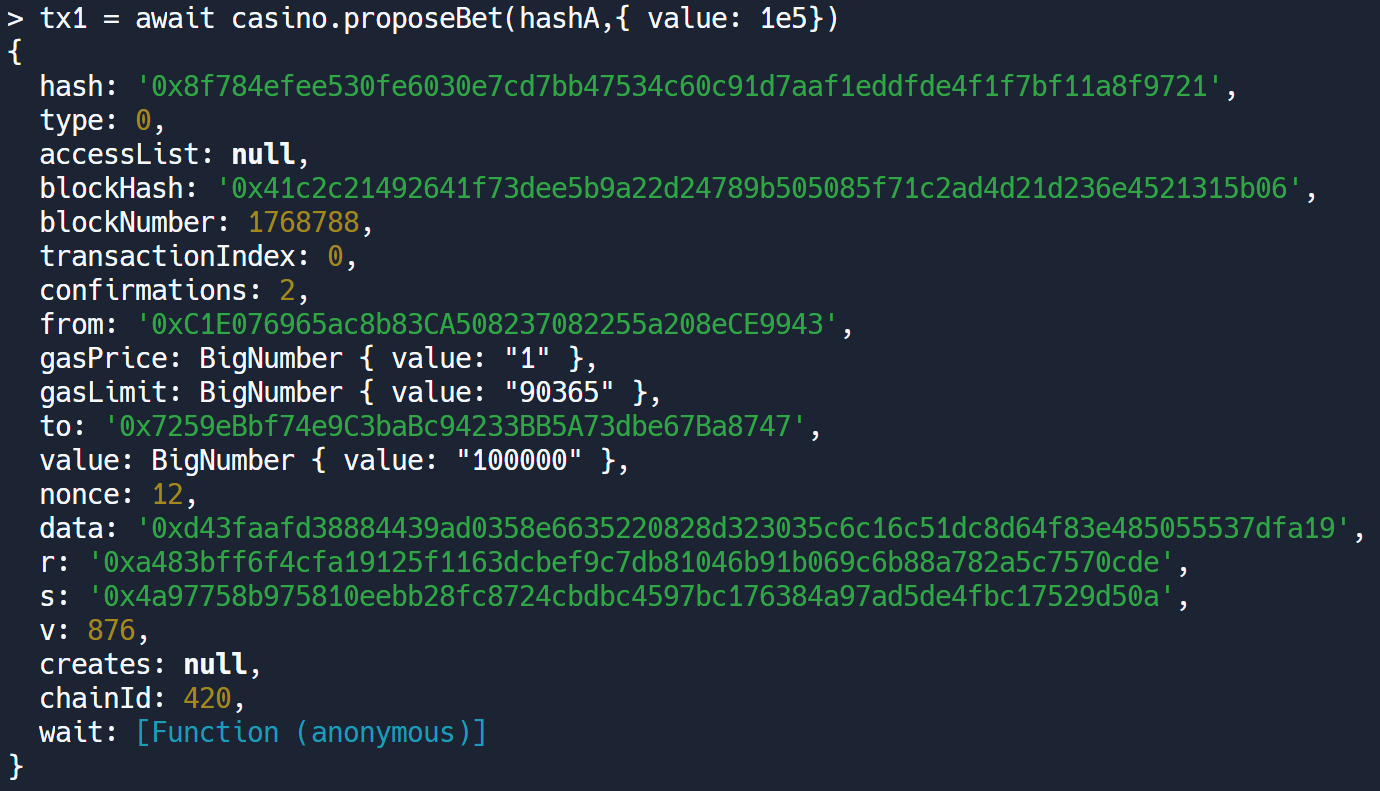 > tx1 = await casino.proposeBet(hashA,{ value: 1e5})
{
  hash: '0x8f784efee530fe6030e7cd7bb47534c60c91d7aaf1eddfde4f1f7bf11a8f9721',
  type: 0,
  accessList: null,
  blockHash: '0x41c2c21492641f73dee5b9a22d24789b505085f71c2ad4d21d236e4521315b06',
  blockNumber: 1768788,
  transactionIndex: 0,
  confirmations: 2,
  from: '0xC1E076965ac8b83CA508237082255a208eCE9943',
  gasPrice: BigNumber { value: "1" },
  gasLimit: BigNumber { value: "90365" },
  to: '0x7259eBbf74e9C3baBc94233BB5A73dbe67Ba8747',
  value: BigNumber { value: "100000" },
  nonce: 12,
  data: '0xd43faafd38884439ad0358e6635220828d323035c6c16c51dc8d64f83e485055537dfa19',
  r: '0xa483bff6f4cfa19125f1163dcbef9c7db81046b91b069c6b88a782a5c7570cde',
  s: '0x4a97758b975810eebb28fc8724cbdbc4597bc176384a97ad5de4fbc17529d50a',
  v: 876,
  creates: null,
  chainId: 420,
  wait: [Function (anonymous)]
}